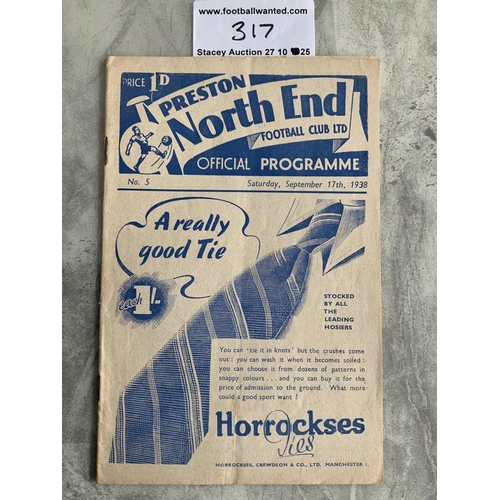 www.footballwanted.com
317
Stacey Auction 27 10 25
PRICE 1D
PRESTON
North End
FOOTBALL CLUB LTD
OFFICIAL PROGRAMME
No. 5 Saturday, September 17th, 1938
A really
good Tie
each 1/-
STOCKED
BY ALL
THE
LEADING
HOSIERS
You can 'tie it in knots' but the crushes come
out: you can wash it when it becomes soiled:
you can choose it from dozens of patterns in
snappy colours... and you can buy it for the
price of admission to the ground. What more
could a good sport want?
Horrockses
Ties
HORROCKSES, CREWDSON & CO., LTD. MANCHESTER 1.